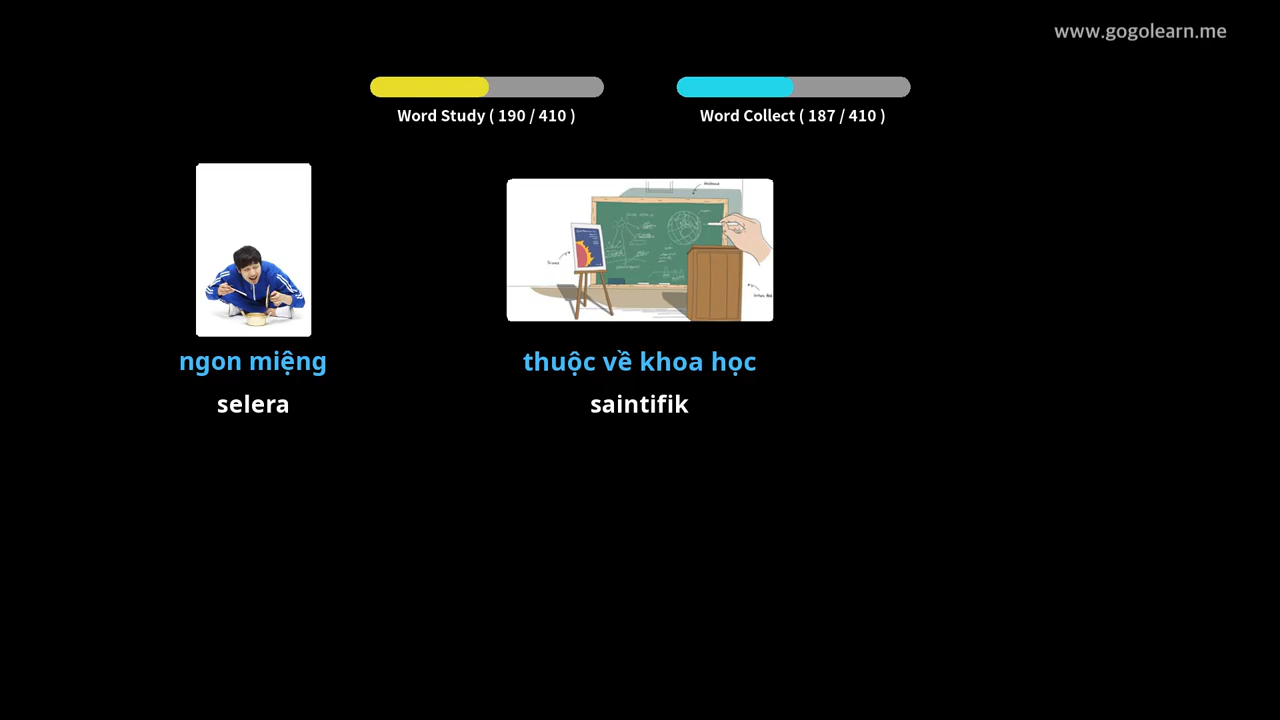 www.gogolearn.me
Word Study ( 190 / 410 )
Word Collect ( 187 / 410 )
ngon miệng
selera
thuộc về khoa học
saintifik